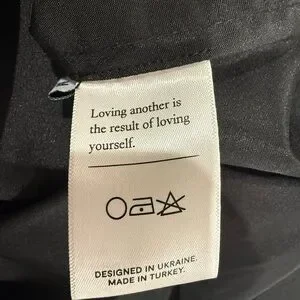 Loving another is
the result of loving
yourself.
DESIGNED IN UKRAINE.
MADE IN TURKEY.